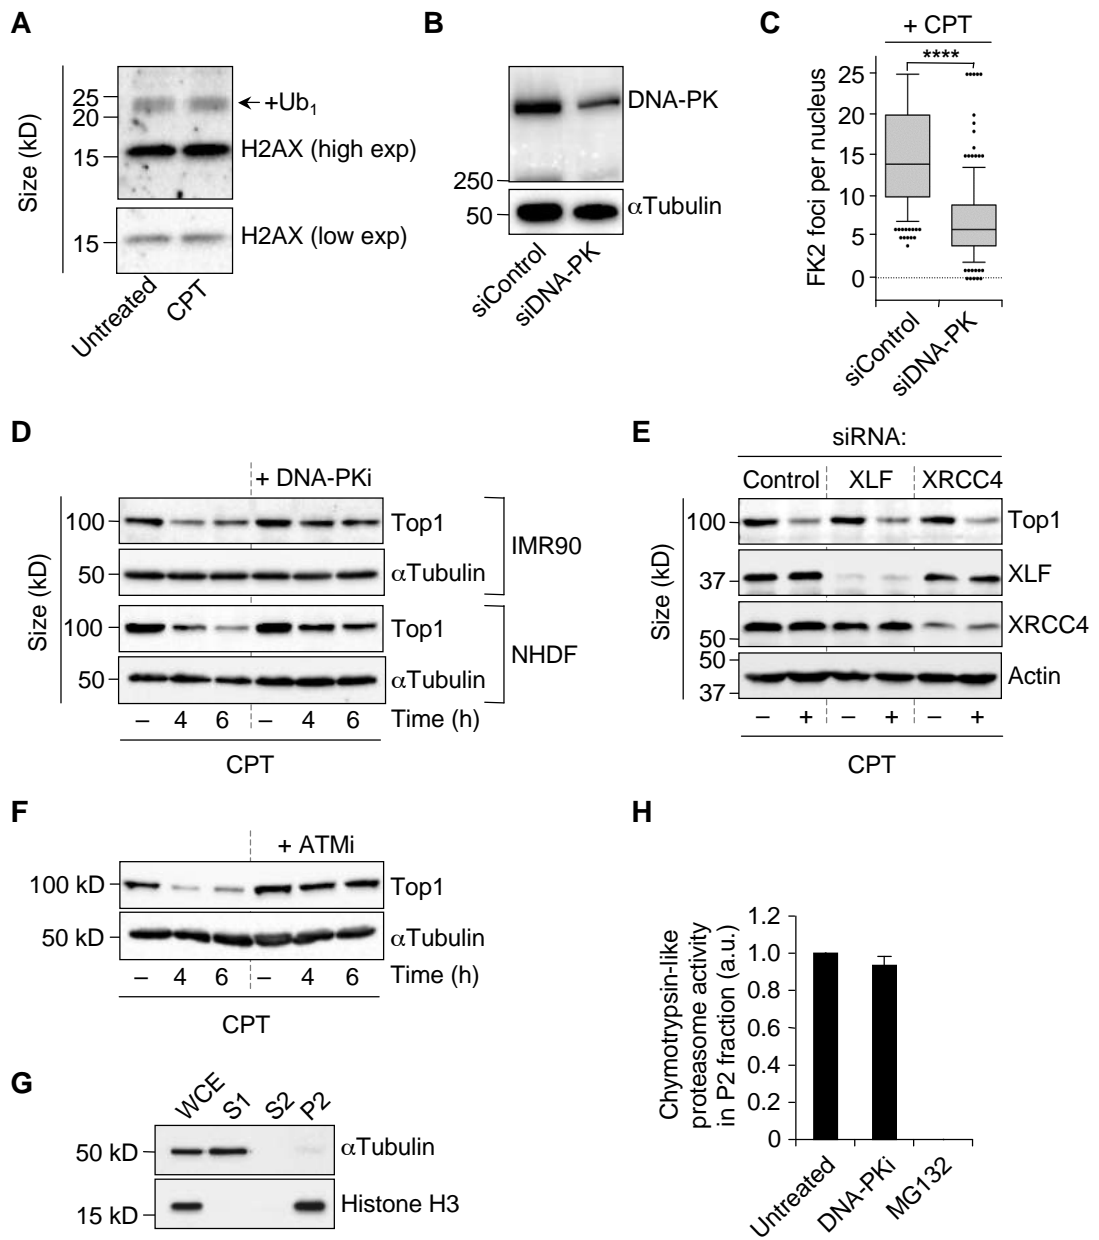 A
Size (kD)
25
20
15
+Ub1
H2AX (high exp)
15
H2AX (low exp)
Untreated
CPT
B
DNA-PK
250
50
αTubulin
siControl
siDNA-PK
C
+ CPT
****
FK2 foci per nucleus
25
20
15
10
5
0
siControl
siDNA-PK
D
+ DNA-PKi
Size (kD)
100
Top1
50
αTubulin
IMR90
100
Top1
50
αTubulin
NHDF
– 4 6 – 4 6 Time (h)
CPT
E
siRNA:
Control XLF XRCC4
Size (kD)
100
Top1
37
XLF
50
XRCC4
50
37
Actin
– + – + – +
CPT
F
+ ATMi
100 kD
Top1
50 kD
αTubulin
– 4 6 – 4 6 Time (h)
CPT
G
WCE S1 S2 P2
50 kD
αTubulin
15 kD
Histone H3
H
Chymotrypsin-like
proteasome activity
in P2 fraction (a.u.)
1.2
1.0
0.8
0.6
0.4
0.2
0
Untreated
DNA-PKi
MG132